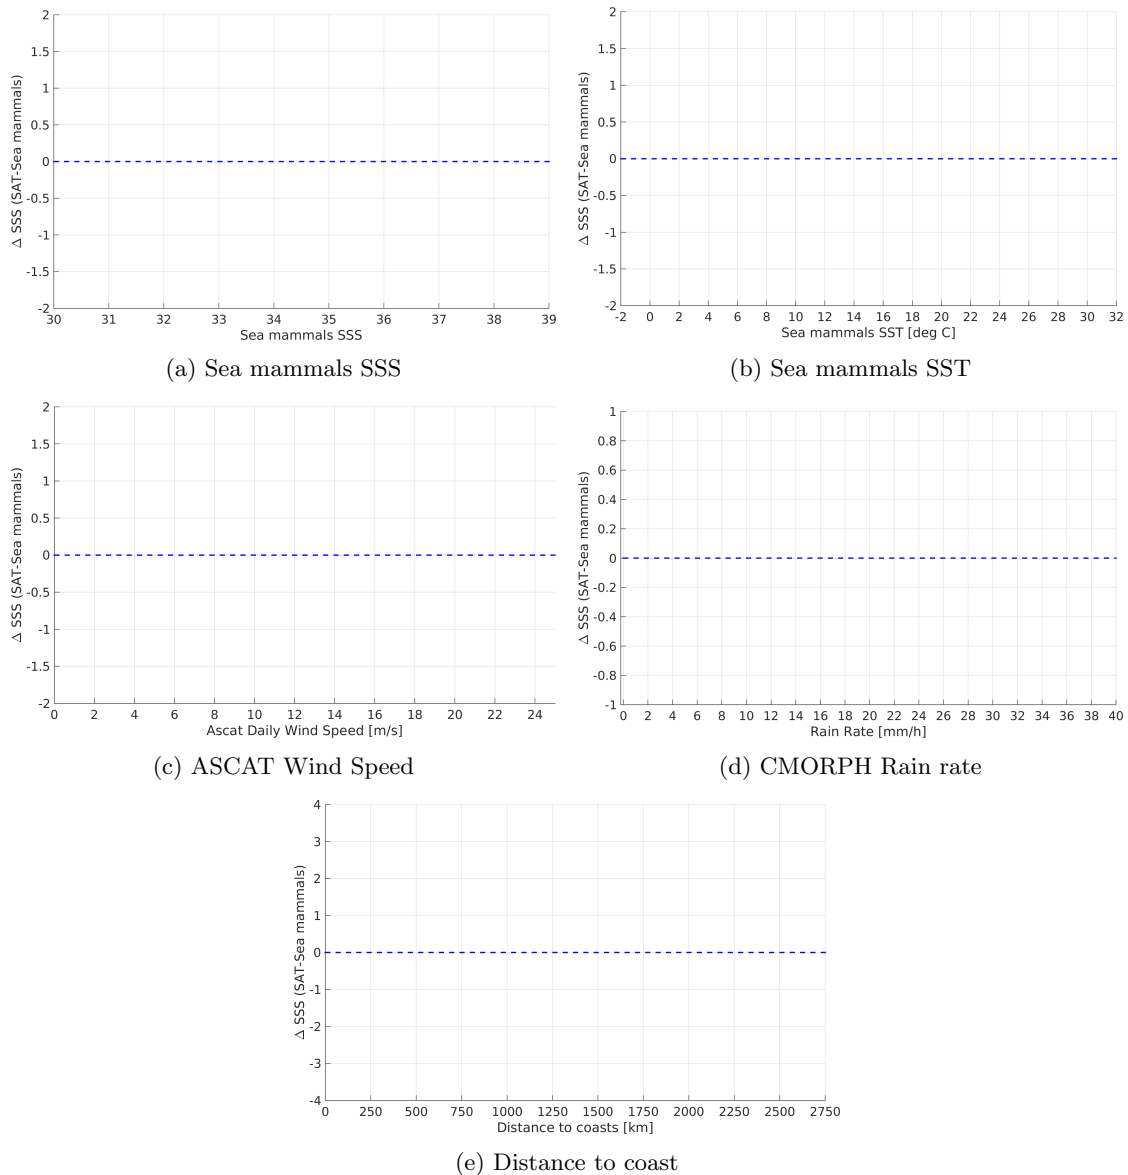 2
1.5
1
0.5
0
-0.5
-1
-1.5
-2
Δ SSS (SAT-Sea mammals)
30 31 32 33 34 35 36 37 38 39
Sea mammals SSS
(a) Sea mammals SSS
2
1.5
1
0.5
0
-0.5
-1
-1.5
-2
Δ SSS (SAT-Sea mammals)
-2 0 2 4 6 8 10 12 14 16 18 20 22 24 26 28 30 32
Sea mammals SST [deg C]
(b) Sea mammals SST
2
1.5
1
0.5
0
-0.5
-1
-1.5
-2
Δ SSS (SAT-Sea mammals)
0 2 4 6 8 10 12 14 16 18 20 22 24
Ascat Daily Wind Speed [m/s]
(c) ASCAT Wind Speed
1
0.8
0.6
0.4
0.2
0
-0.2
-0.4
-0.6
-0.8
-1
Δ SSS (SAT-Sea mammals)
0 2 4 6 8 10 12 14 16 18 20 22 24 26 28 30 32 34 36 38 40
Rain Rate [mm/h]
(d) CMORPH Rain rate
4
3
2
1
0
-1
-2
-3
-4
Δ SSS (SAT-Sea mammals)
0 250 500 750 1000 1250 1500 1750 2000 2250 2500 2750
Distance to coasts [km]
(e) Distance to coast